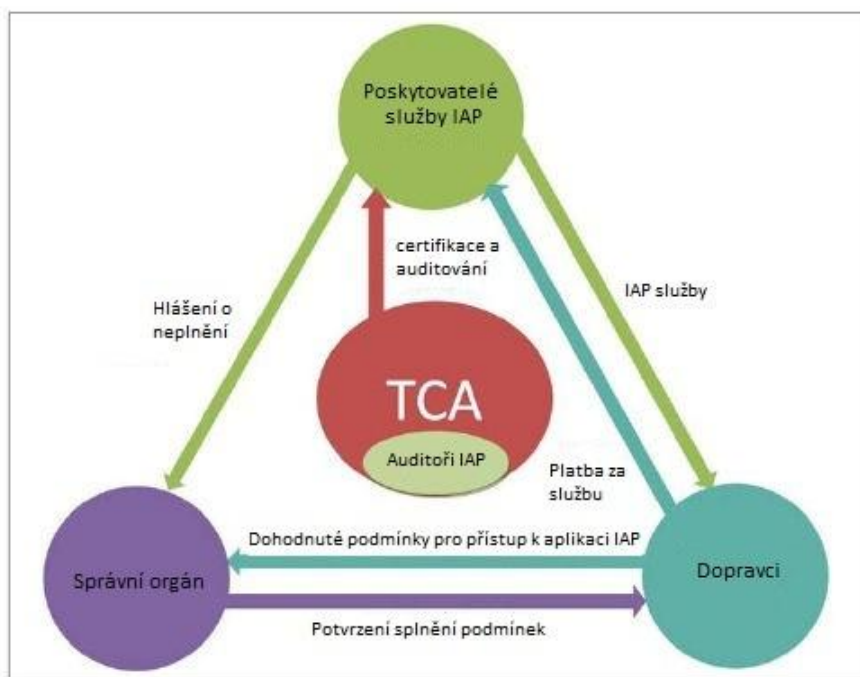 Poskytovatelé
služby IAP
certifikace a
auditování
IAP služby
Hlášení o
neplnění
TCA
Auditoři IAP
Platba za
službu
Dohodnuté podmínky pro přístup k aplikaci IAP
Správní orgán
Dopravci
Potvrzení splnění podmínek